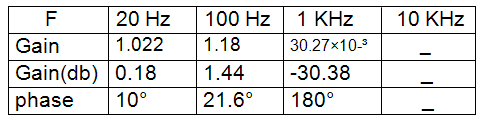 F 20 Hz 100 Hz 1 KHz 10 KHz
Gain 1.022 1.18 30.27×10-³ _
Gain(db) 0.18 1.44 -30.38 _
phase 10° 21.6° 180° _